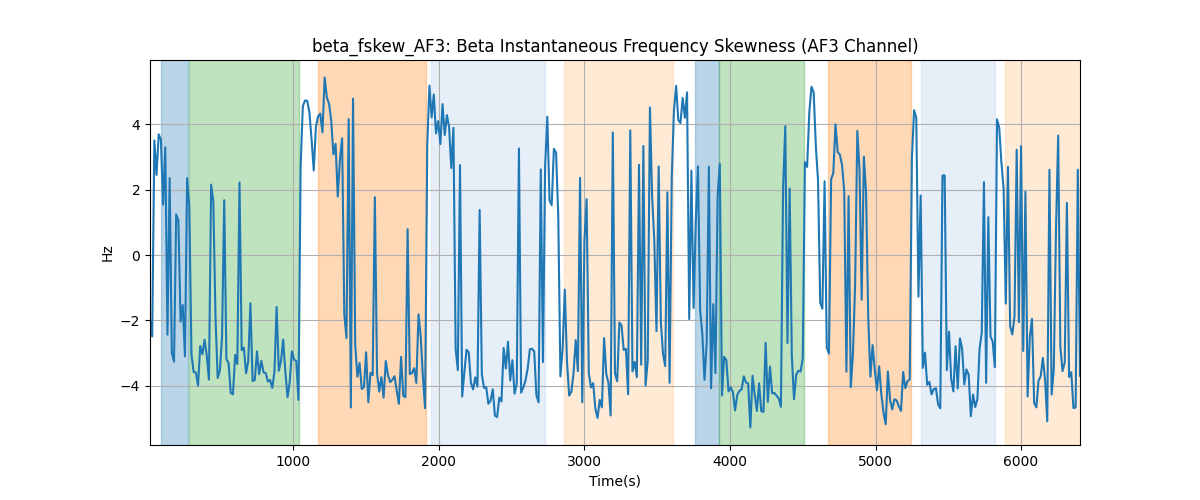 beta_fskew_AF3: Beta Instantaneous Frequency Skewness (AF3 Channel)
Hz
4
2
0
−2
−4
1000 2000 3000 4000 5000 6000
Time(s)